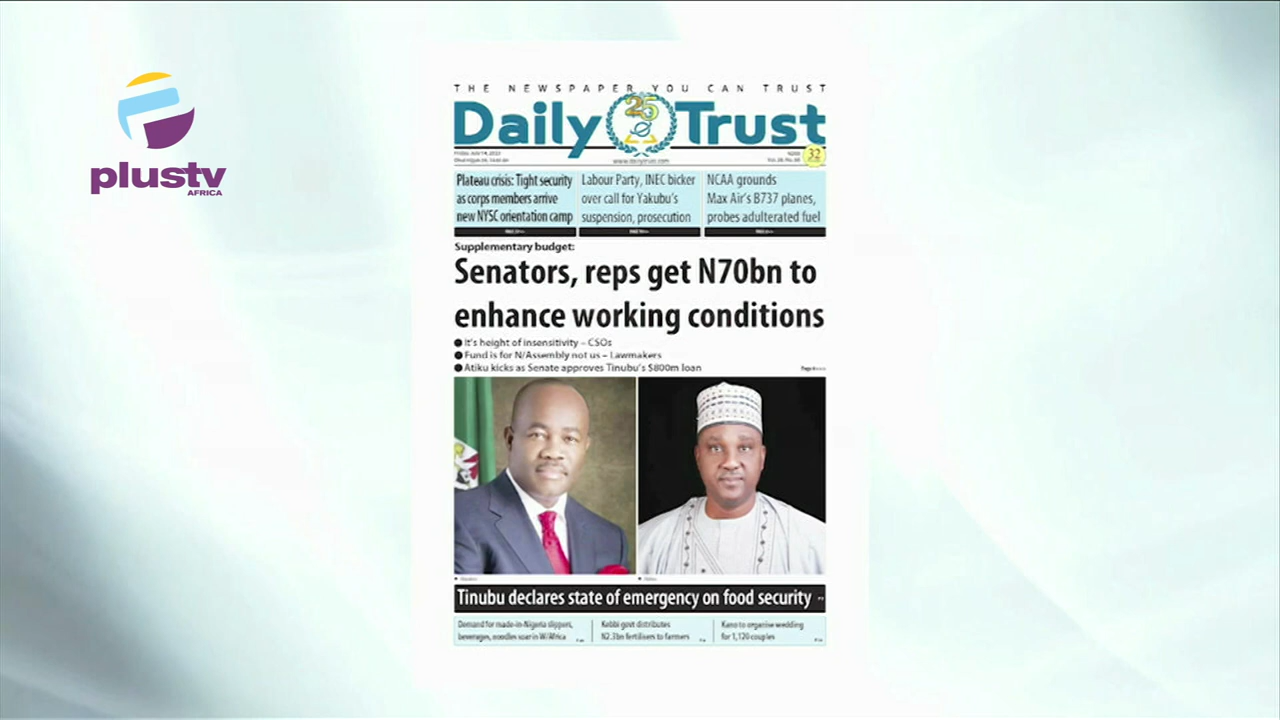 plustv
AFRICA
THE NEWSPAPER YOU CAN TRUST
Daily Trust
25
www.dailytrust.com
32
Plateau crisis: Tight security
as corps members arrive
new NYSC orientation camp
Labour Party, INEC bicker
over call for Yakubu's
suspension, prosecution
NCAA grounds
Max Air's B737 planes,
probes adulterated fuel
Supplementary budget:
Senators, reps get N70bn to
enhance working conditions
It's height of insensitivity – CSOs
Fund is for N/Assembly not us – Lawmakers
Atiku kicks as Senate approves Tinubu's $800m loan
Tinubu declares state of emergency on food security
Demand for made-in-Nigeria slippers,
beverages, noodles soar in W/Africa
Kebbi govt distributes
N2.3bn fertilisers to farmers
Kano to organise wedding
for 1,120 couples